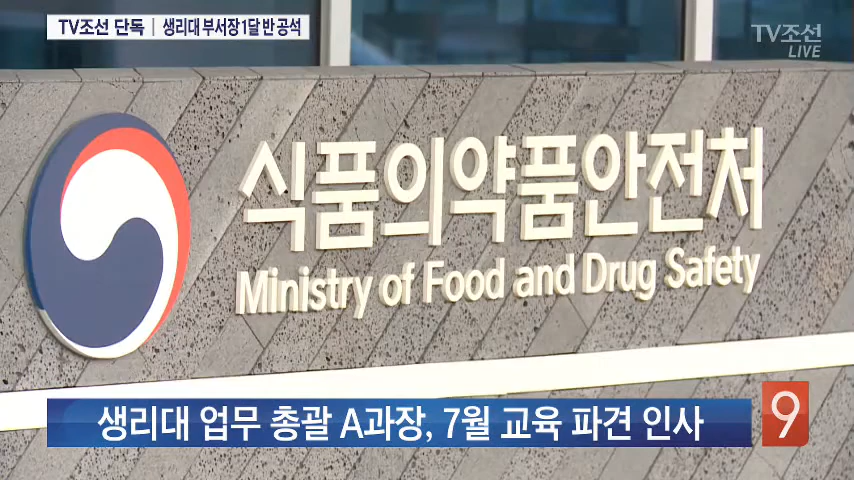 TV조선 단독 | 생리대 부서장 1달 반 공석
TV조선
LIVE
식품의약품안전처
Ministry of Food and Drug Safety
생리대 업무 총괄 A과장, 7월 교육 파견 인사
9